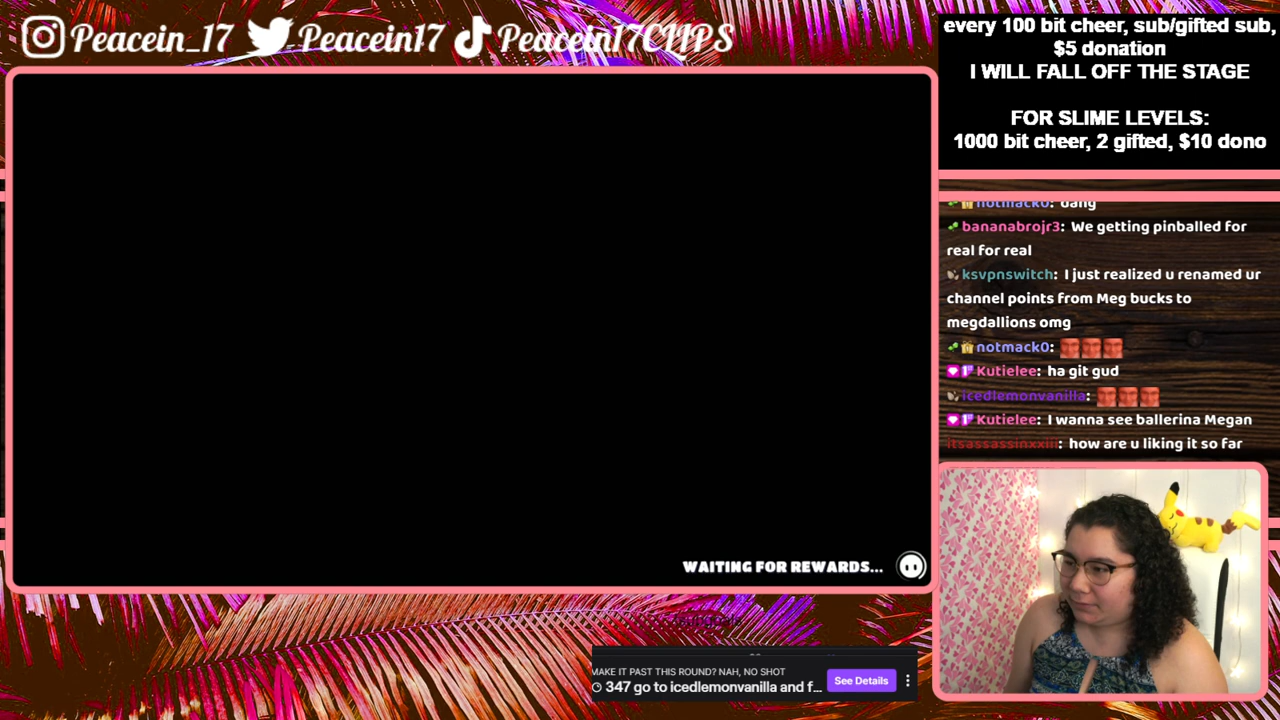 Peacein_17 Peacein17 Peacein17CLIPS
every 100 bit cheer, sub/gifted sub,
$5 donation
I WILL FALL OFF THE STAGE
FOR SLIME LEVELS:
1000 bit cheer, 2 gifted, $10 dono
notmack0: dang
bananabrojr3: We getting pinballed for
real for real
ksvpnswitch: I just realized u renamed ur
channel points from Meg bucks to
megdallions omg
notmack0:
Kutielee: ha git gud
icedlemonvanilla:
Kutielee: I wanna see ballerina Megan
itsassassinxxiii: how are u liking it so far
WAITING FOR REWARDS...
MAKE IT PAST THIS ROUND? NAH, NO SHOT
347 go to icedlemonvanilla and f...
See Details